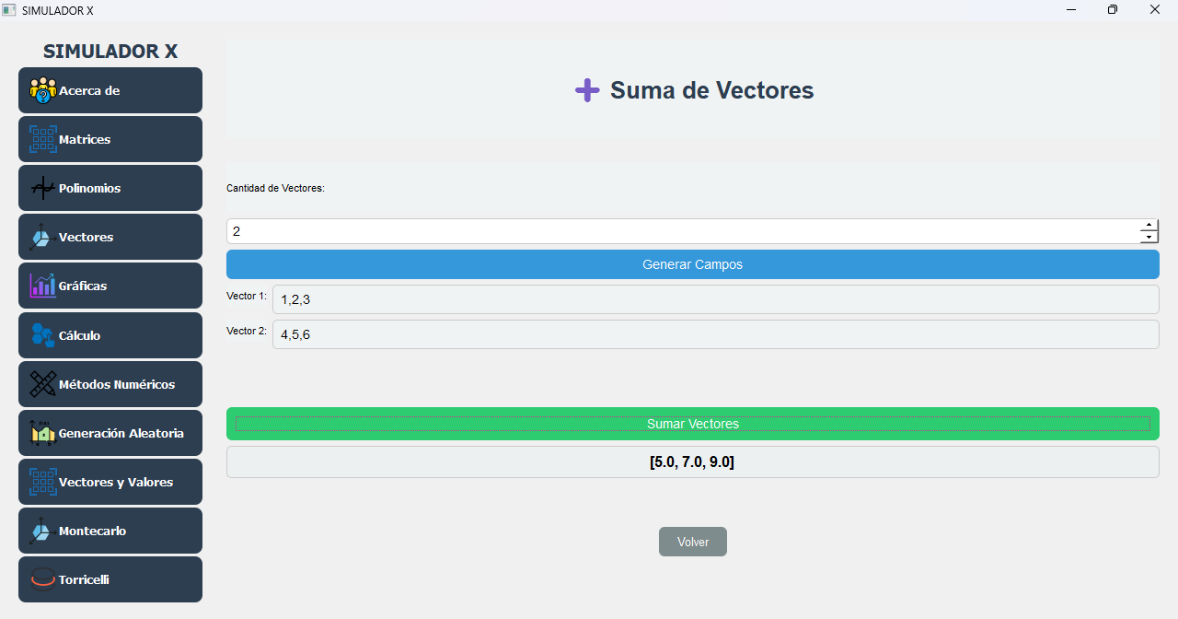 SIMULADOR X
SIMULADOR X
Acerca de
Matrices
Polinomios
Vectores
Gráficas
Cálculo
Métodos Numéricos
Generación Aleatoria
Vectores y Valores
Montecarlo
Torricelli
Suma de Vectores
Cantidad de Vectores:
2
Generar Campos
Vector 1: 1,2,3
Vector 2: 4,5,6
Sumar Vectores
[5.0, 7.0, 9.0]
Volver